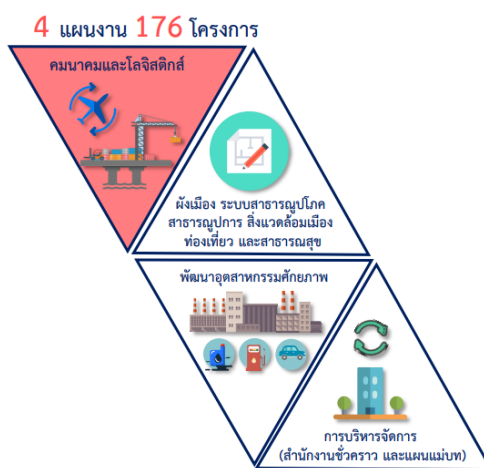 4 แผนงาน 176 โครงการ
คมนาคมและโลจิสติกส์
ผังเมือง ระบบสาธารณูปโภค
สาธารณูปการ สิ่งแวดล้อมเมือง
ท่องเที่ยว และสาธารณสุข
พัฒนาอุตสาหกรรมศักยภาพ
การบริหารจัดการ
(สำนักงานชั่วคราว และแผนแม่บท)